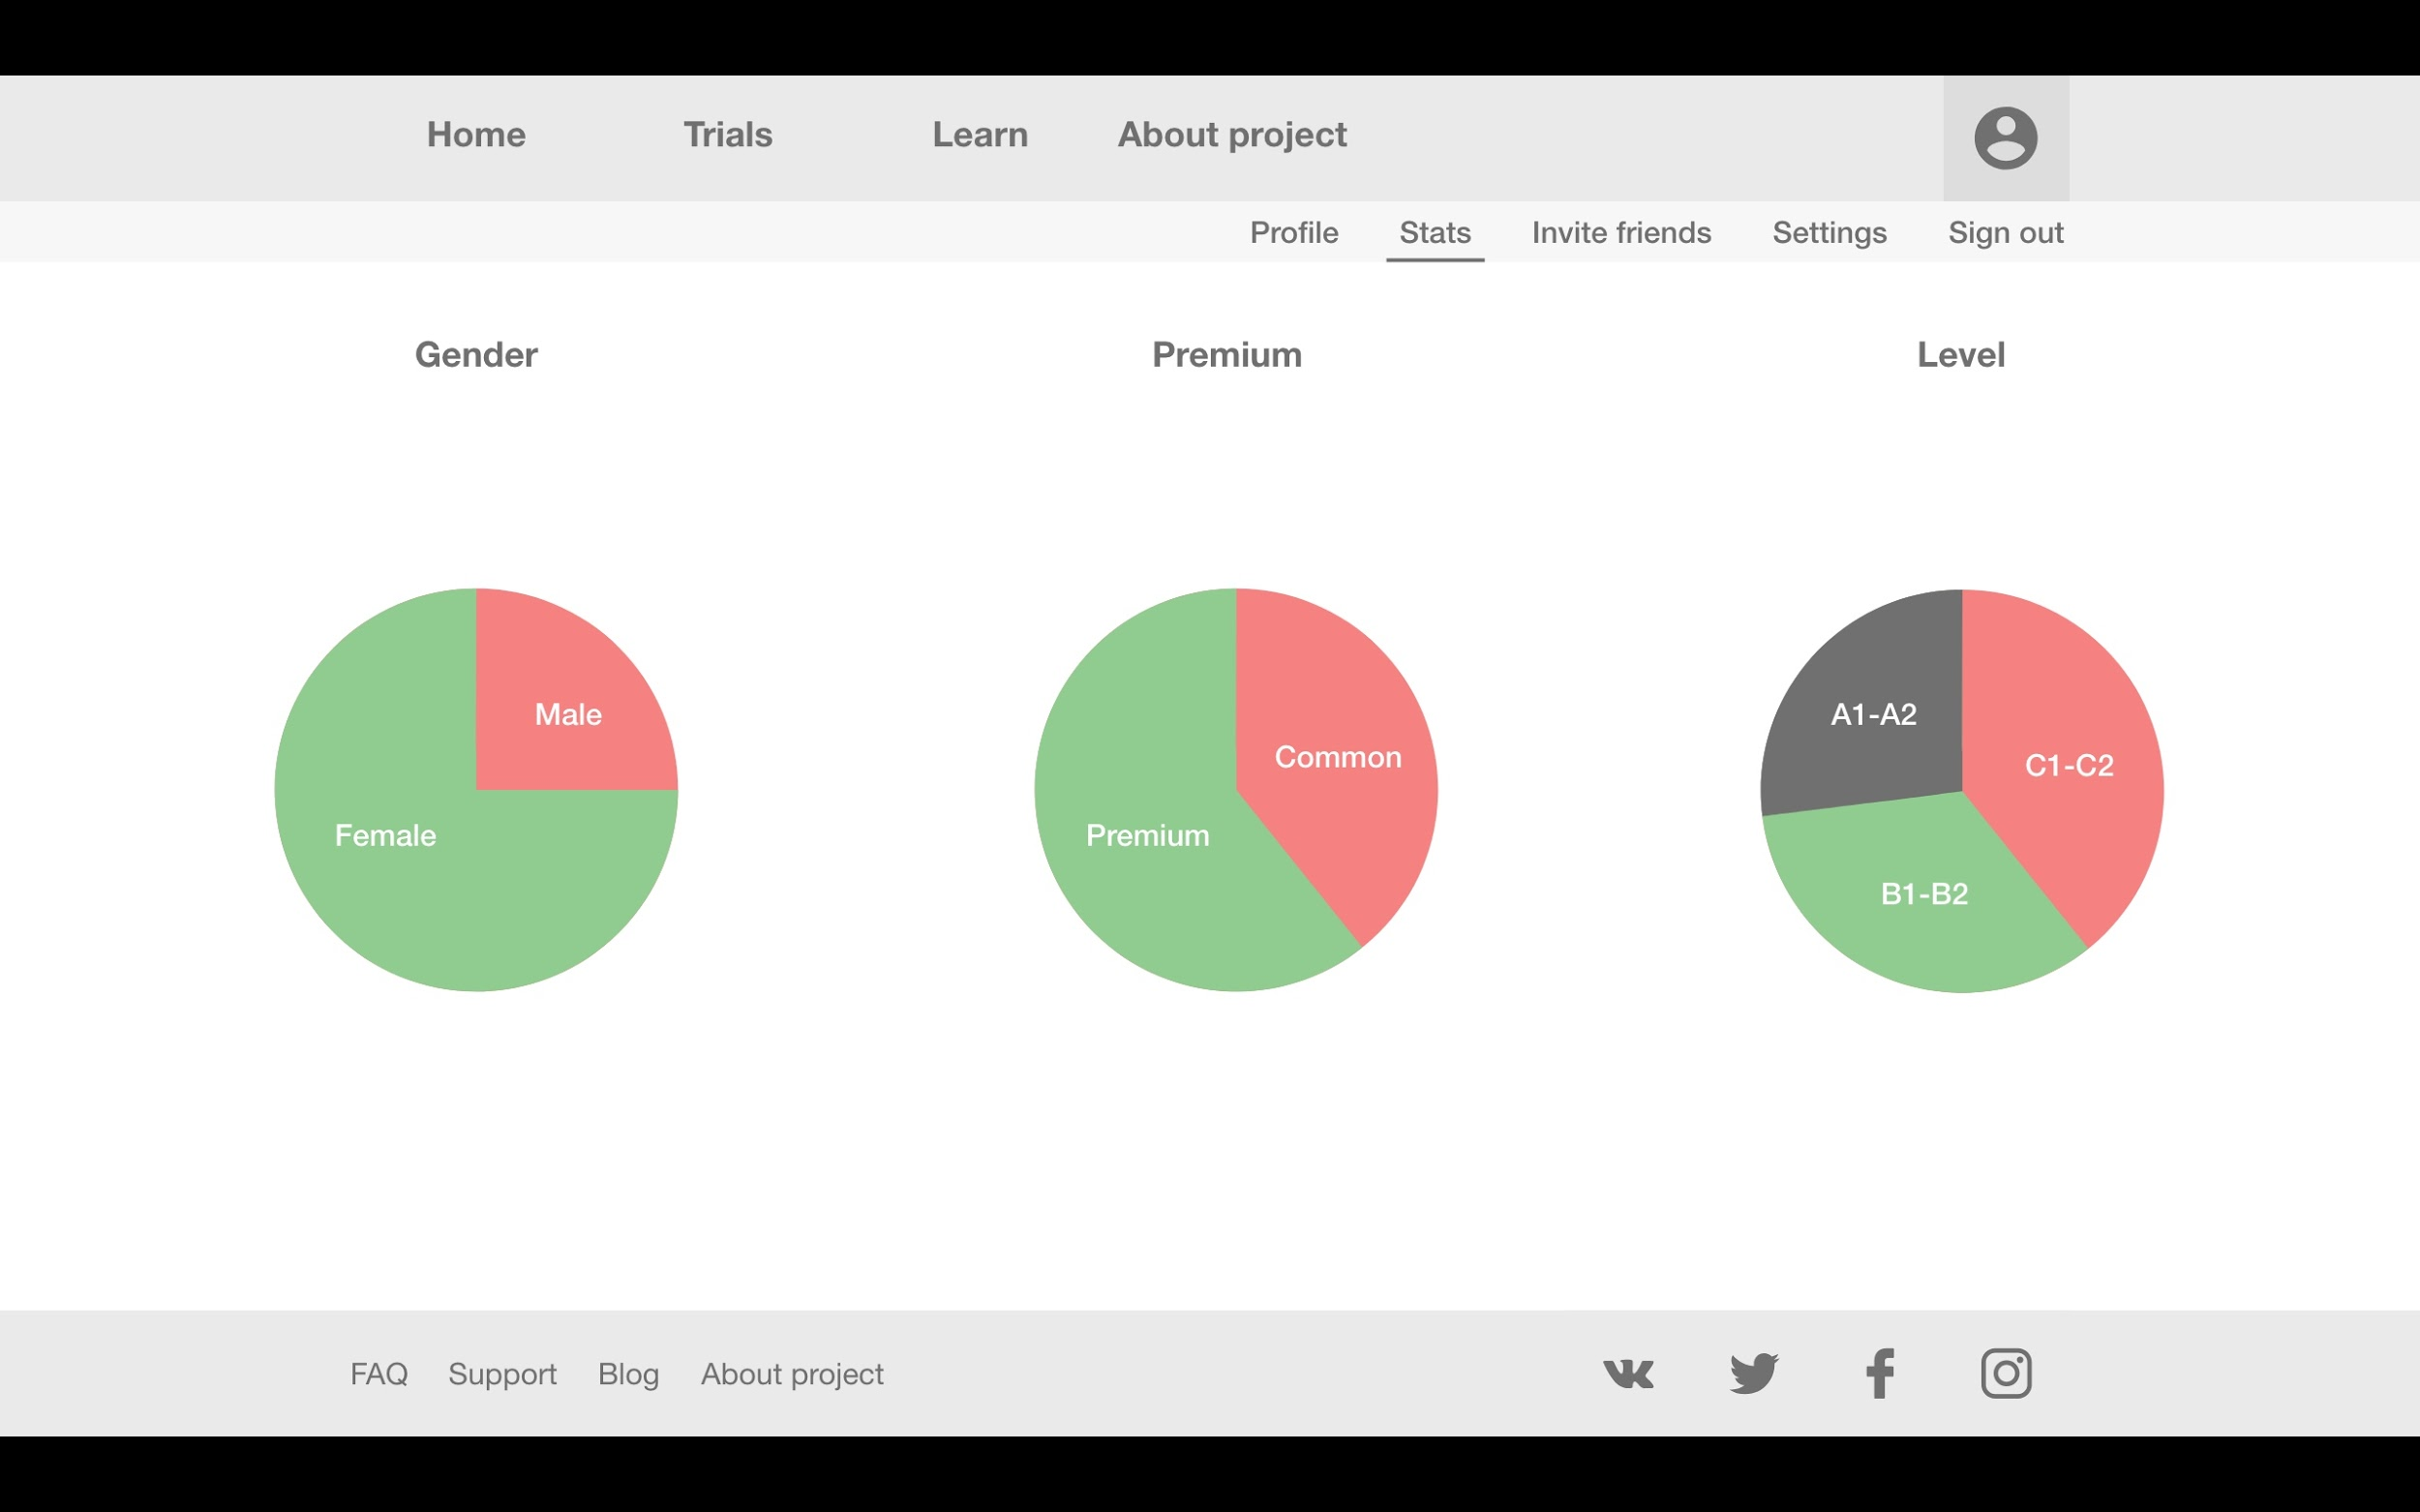 Home Trials Learn About project
Profile Stats Invite friends Settings Sign out
Gender Premium Level
Male
Female
Common
Premium
A1-A2
C1-C2
B1-B2
FAQ Support Blog About project